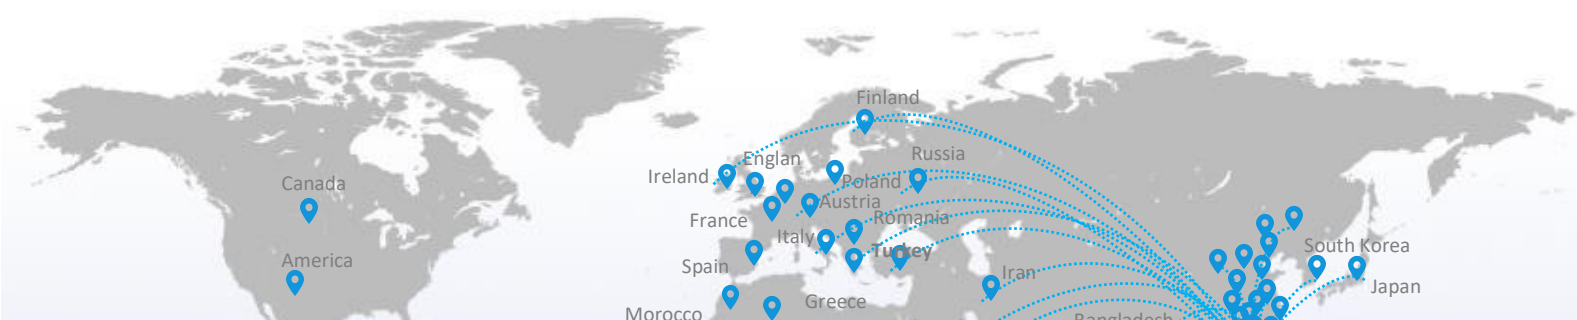 Finland
Englan
Russia
Ireland
Poland
Canada
Austria
France
Romania
Italy
Turkey
South Korea
America
Spain
Iran
Japan
Greece
Morocco
Bangladesh